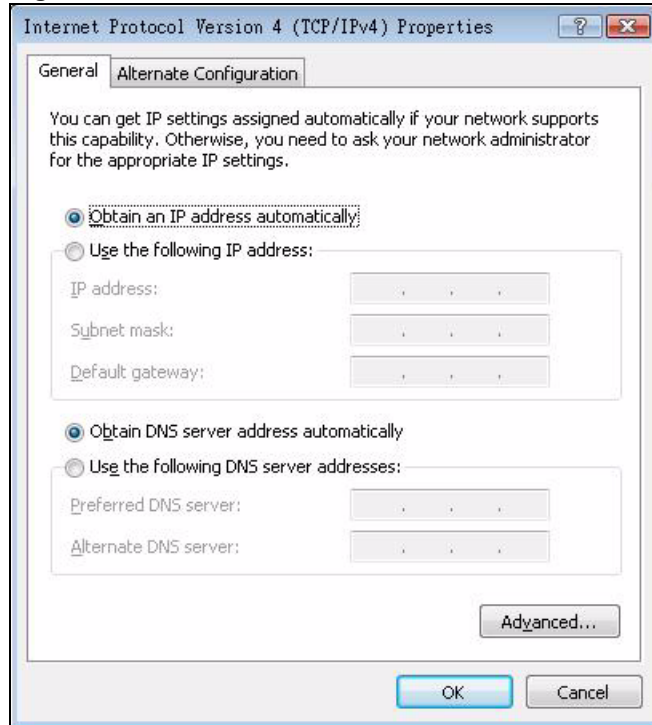 Internet Protocol Version 4 (TCP/IPv4) Properties
General
Alternate Configuration
You can get IP settings assigned automatically if your network supports
this capability. Otherwise, you need to ask your network administrator
for the appropriate IP settings.
Obtain an IP address automatically
Use the following IP address:
IP address:
Subnet mask:
Default gateway:
Obtain DNS server address automatically
Use the following DNS server addresses:
Preferred DNS server:
Alternate DNS server:
Advanced...
OK
Cancel